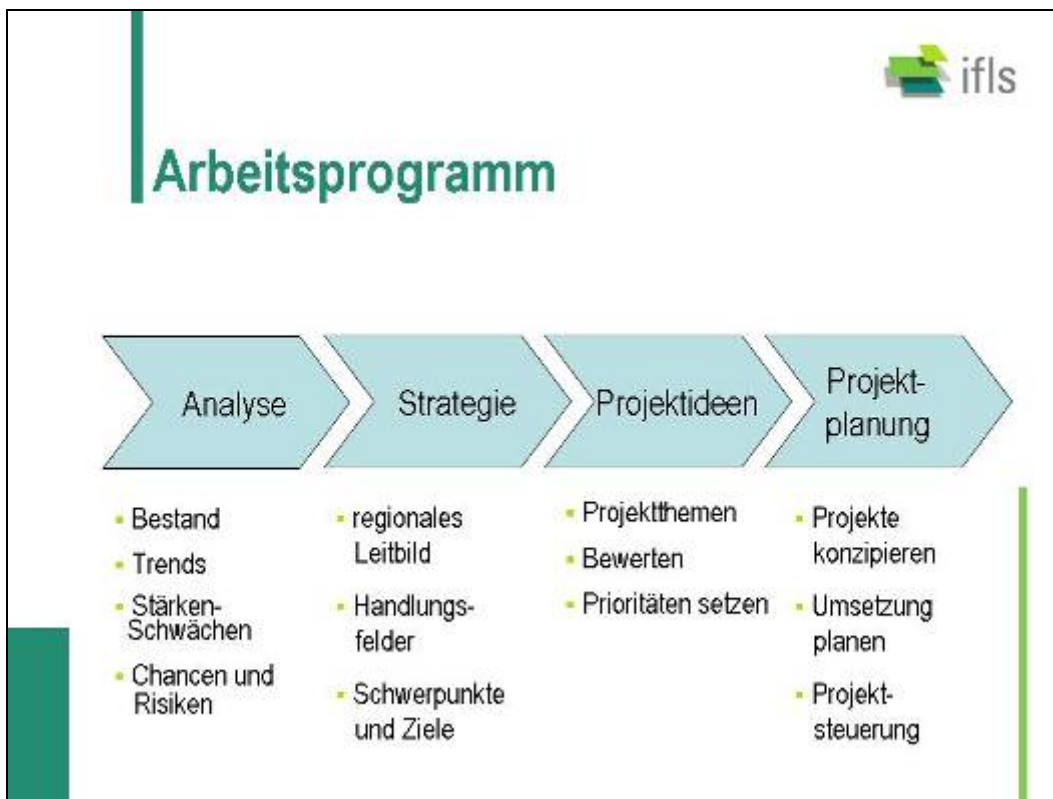 ifls
Arbeitsprogramm
Analyse
Strategie
Projektideen
Projekt-
planung
Bestand
Trends
Stärken-
Schwächen
Chancen und
Risiken
regionales
Leitbild
Handlungs-
felder
Schwerpunkte
und Ziele
Projektthemen
Bewerten
Prioritäten setzen
Projekte
konzipieren
Umsetzung
planen
Projekt-
steuerung